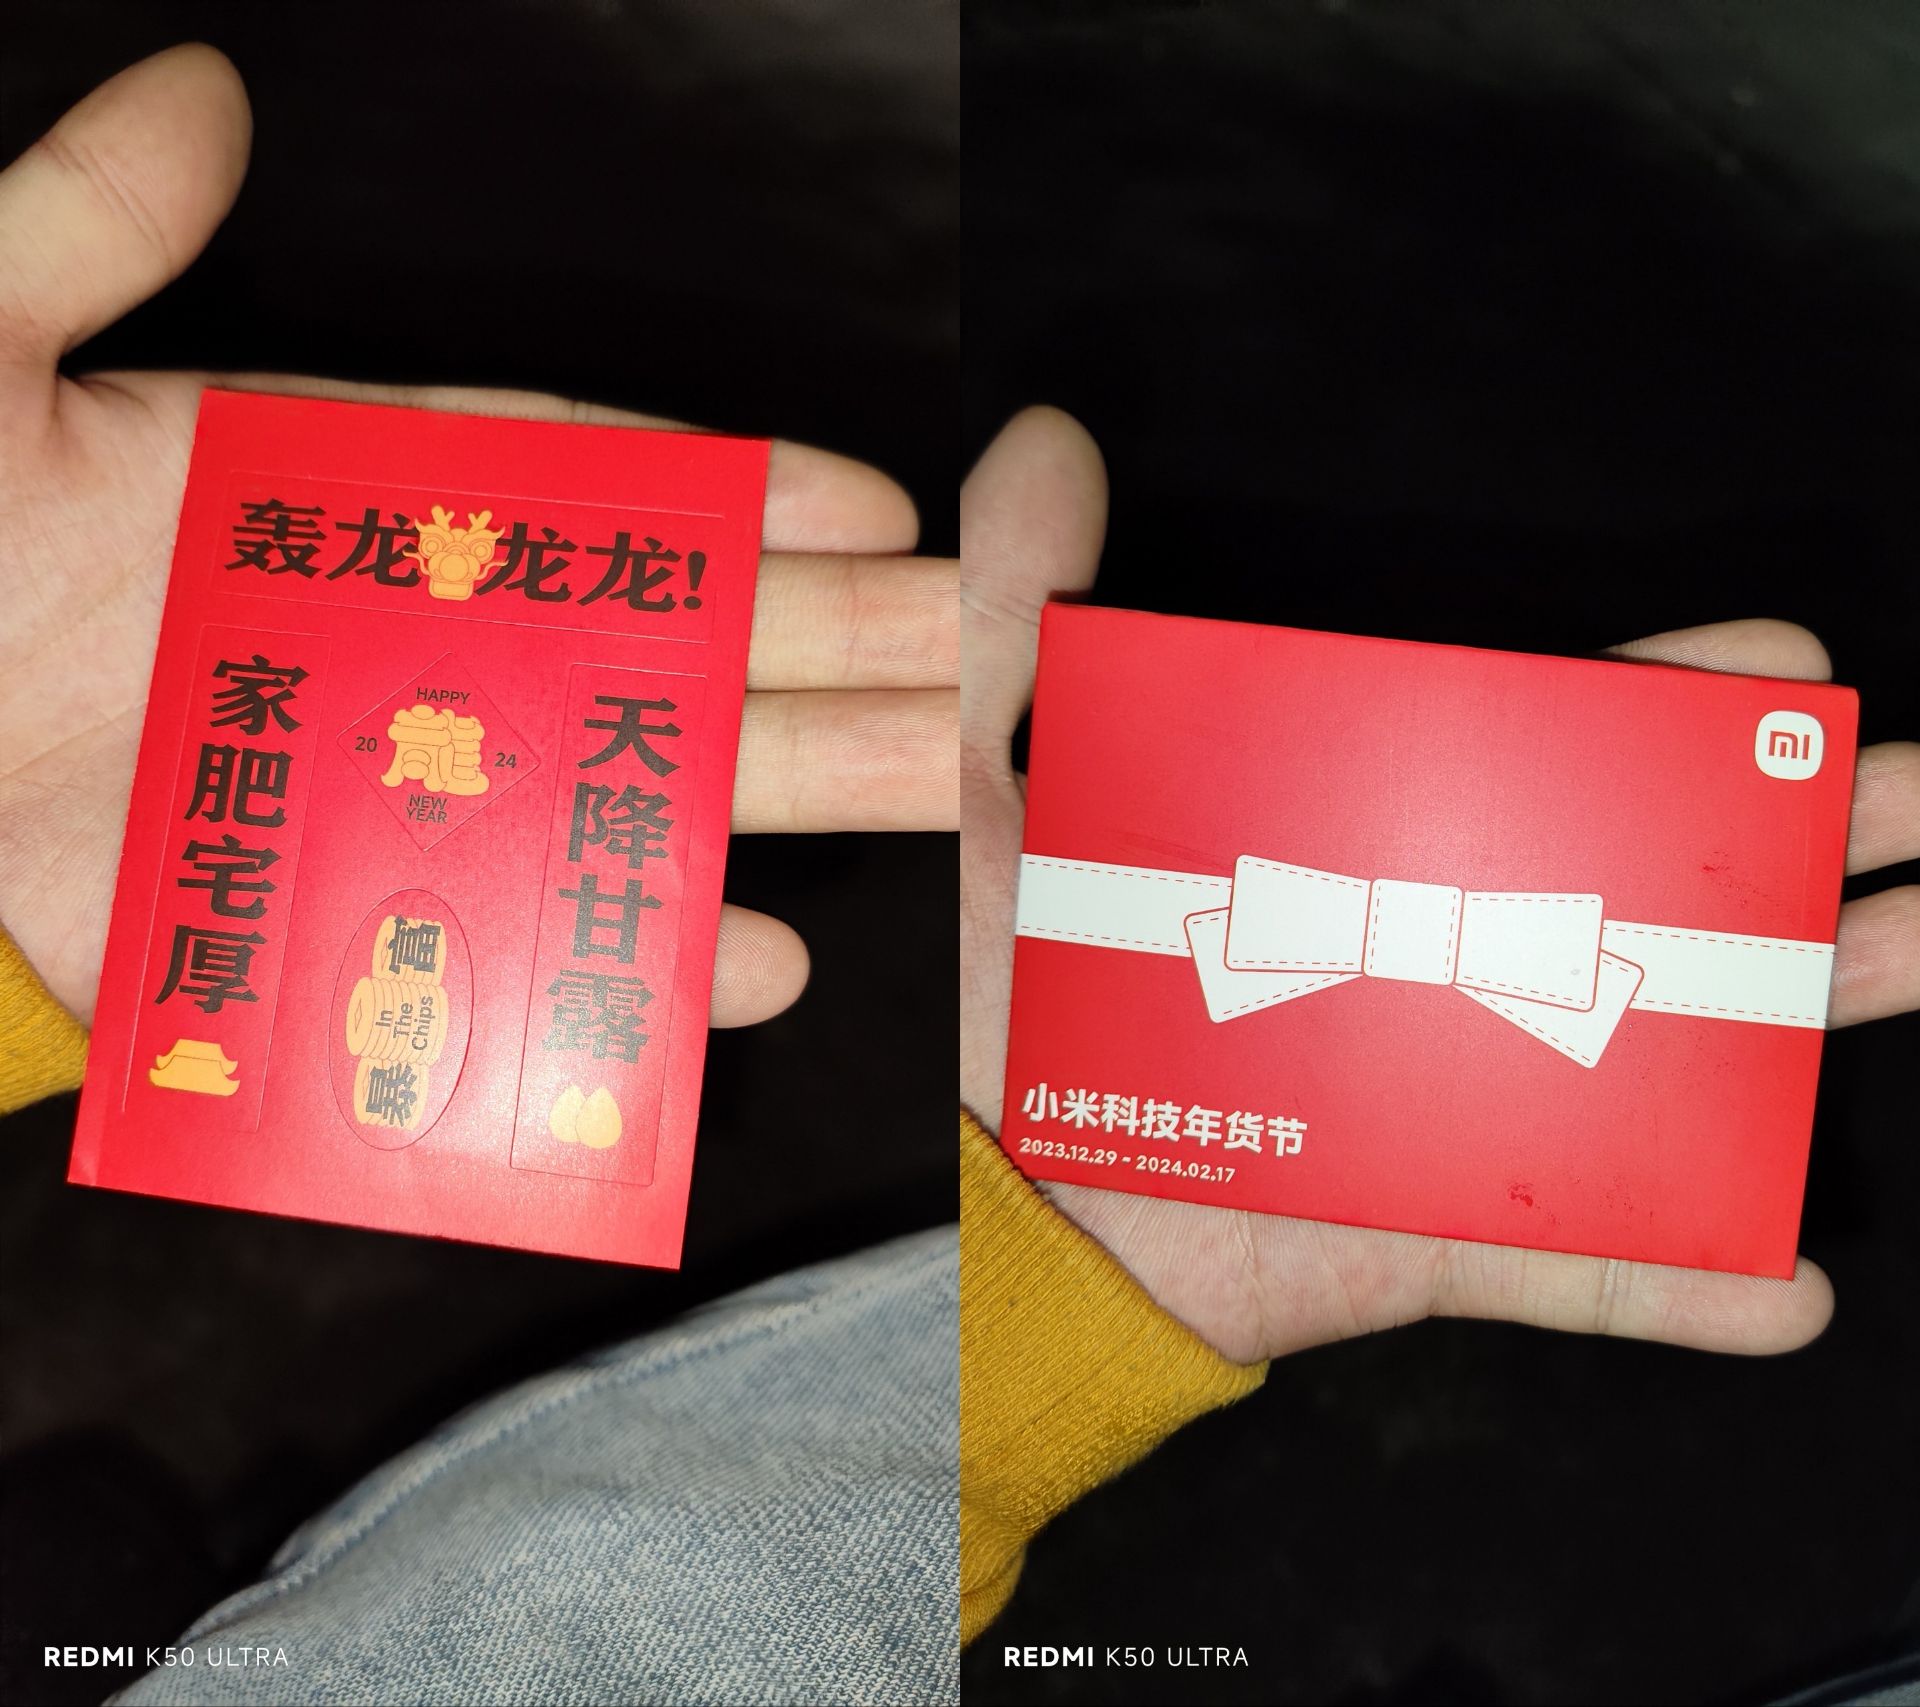 轰龙龙龙!
家肥宅厚
HAPPY
20 龍 24
NEW
YEAR
天降甘露
暴富
In
The
Chips
REDMI K50 ULTRA
mi
小米科技年货节
2023.12.29 - 2024.02.17
REDMI K50 ULTRA